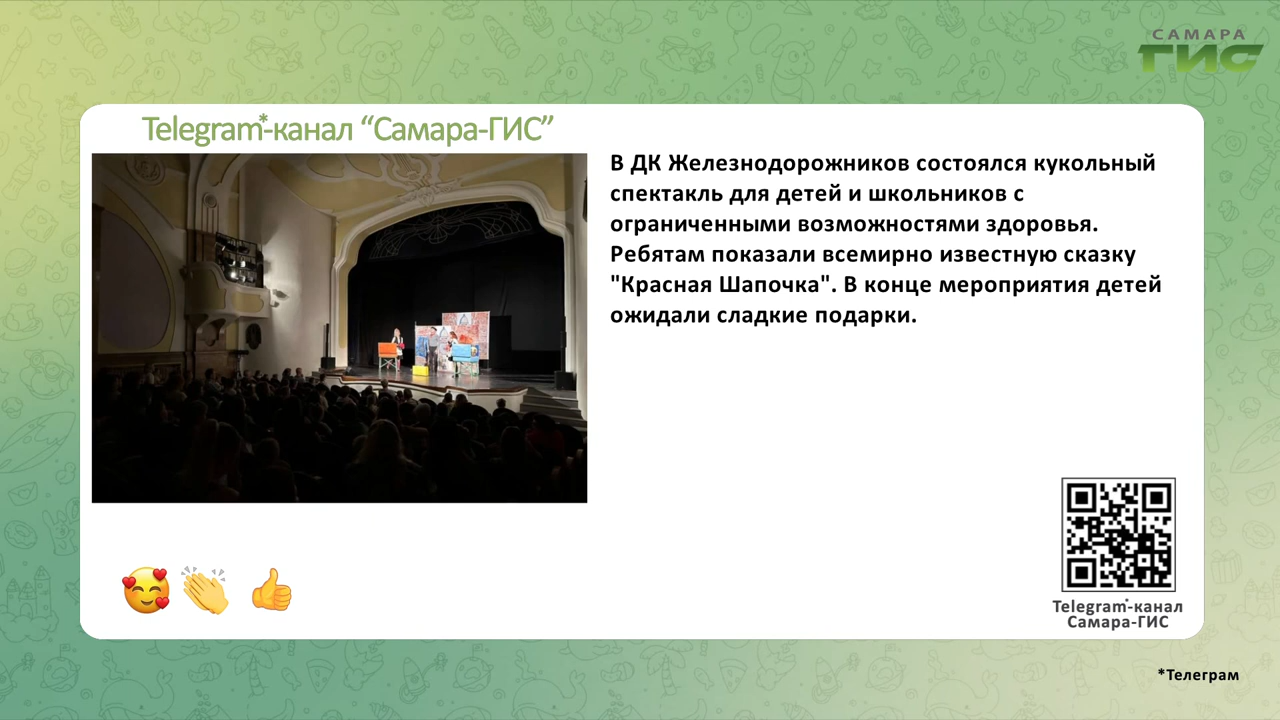 САМАРА
ГИС
Telegram*-канал “Самара-ГИС”
В ДК Железнодорожников состоялся кукольный
спектакль для детей и школьников с
ограниченными возможностями здоровья.
Ребятам показали всемирно известную сказку
"Красная Шапочка". В конце мероприятия детей
ожидали сладкие подарки.
Telegram*-канал
Самара-ГИС
*Телеграм